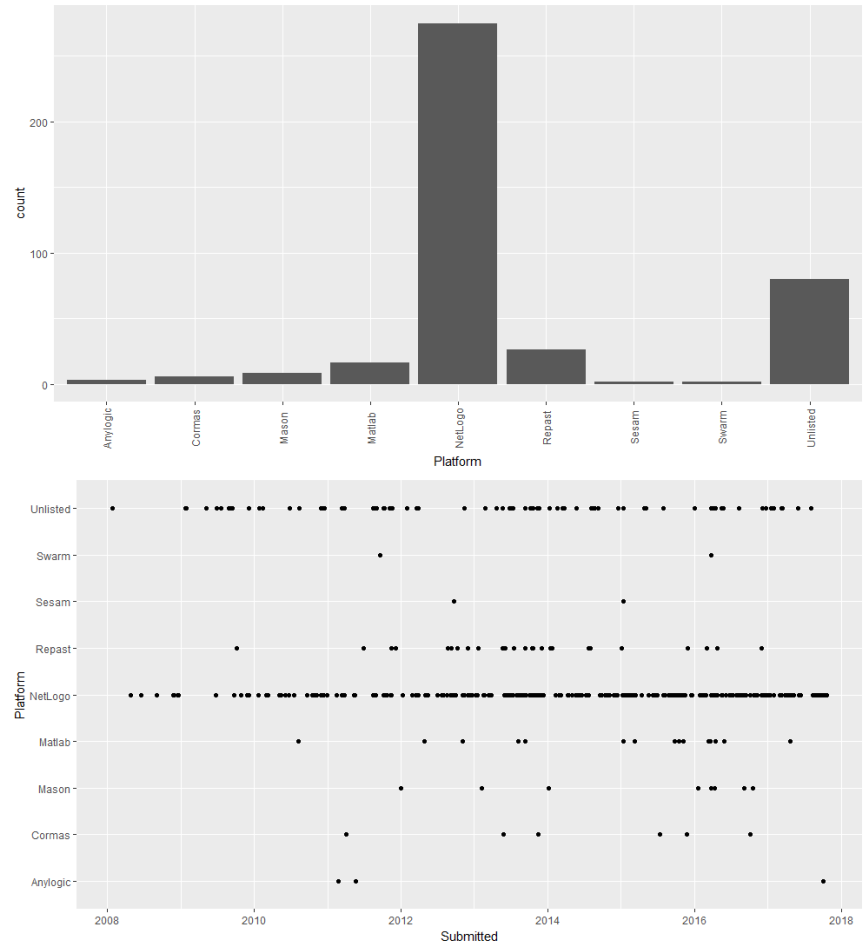 200
100
0
count
Anylogic
Cormas
Mason
Matlab
NetLogo
Repast
Sesam
Swarm
Unlisted
Platform
Unlisted
Swarm
Sesam
Repast
NetLogo
Matlab
Mason
Cormas
Anylogic
Platform
2008 2010 2012 2014 2016 2018
Submitted